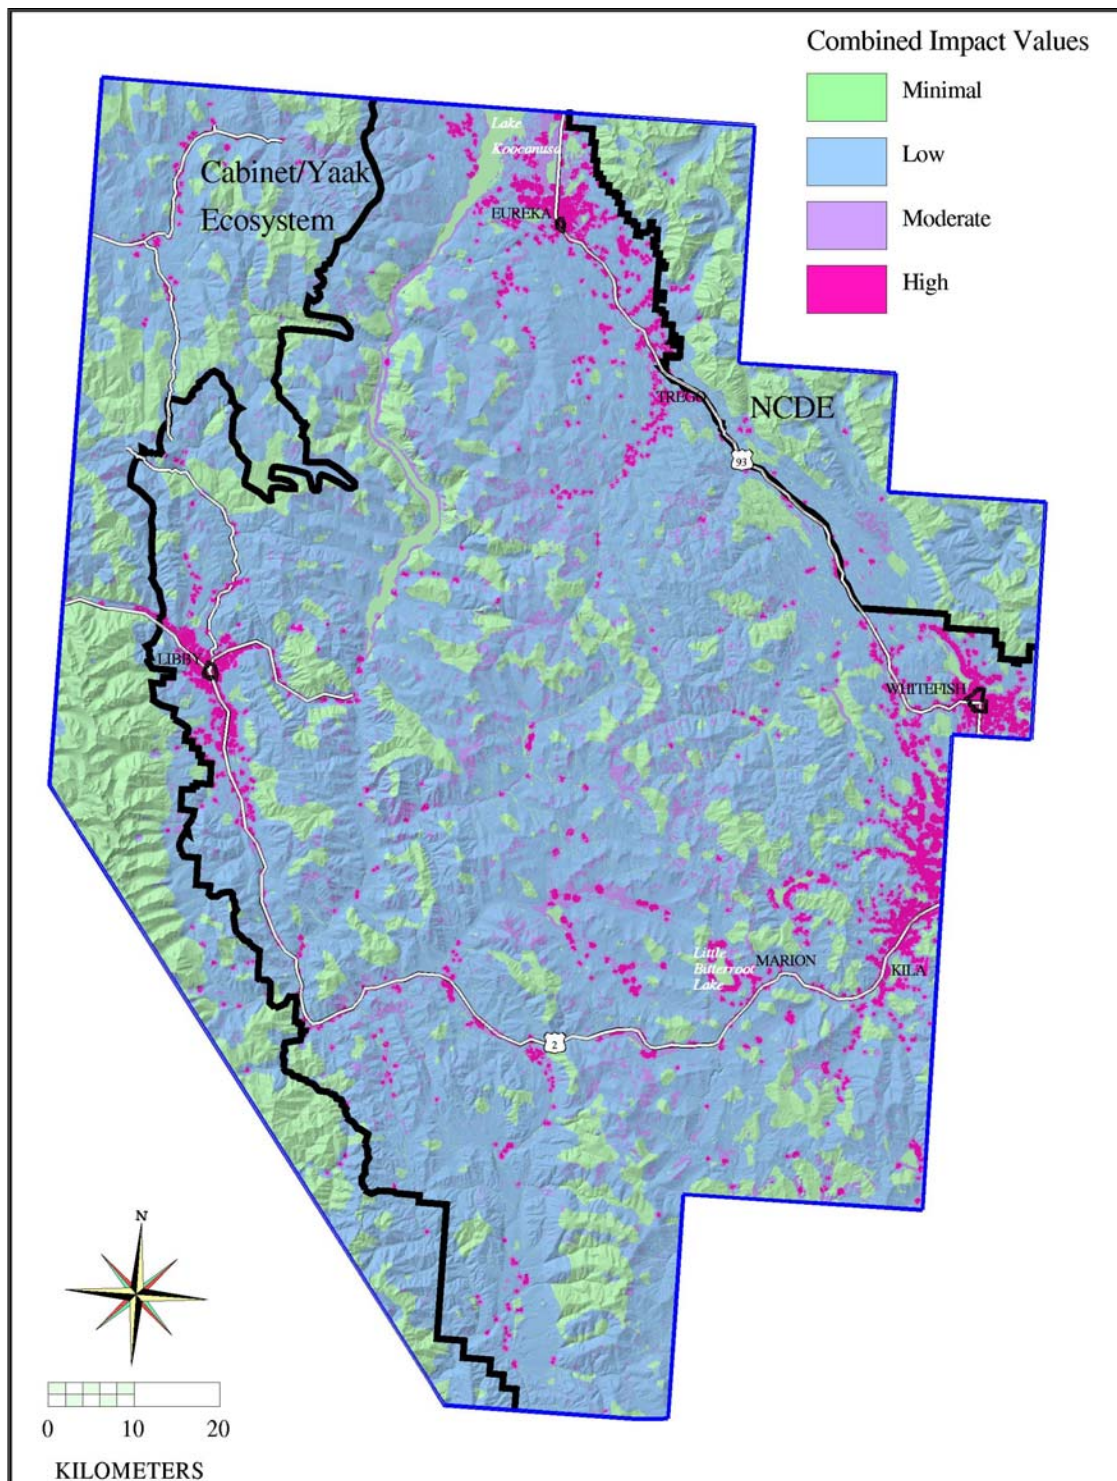 Combined Impact Values
Minimal
Low
Moderate
High
Lake
Koocanusa
Cabinet/Yaak
Ecosystem
EUREKA
TREGO
NCDE
93
LIBBY
WHITEFISH
Little
Bitterroot
Lake
MARION
KILA
2
N
0 10 20
KILOMETERS